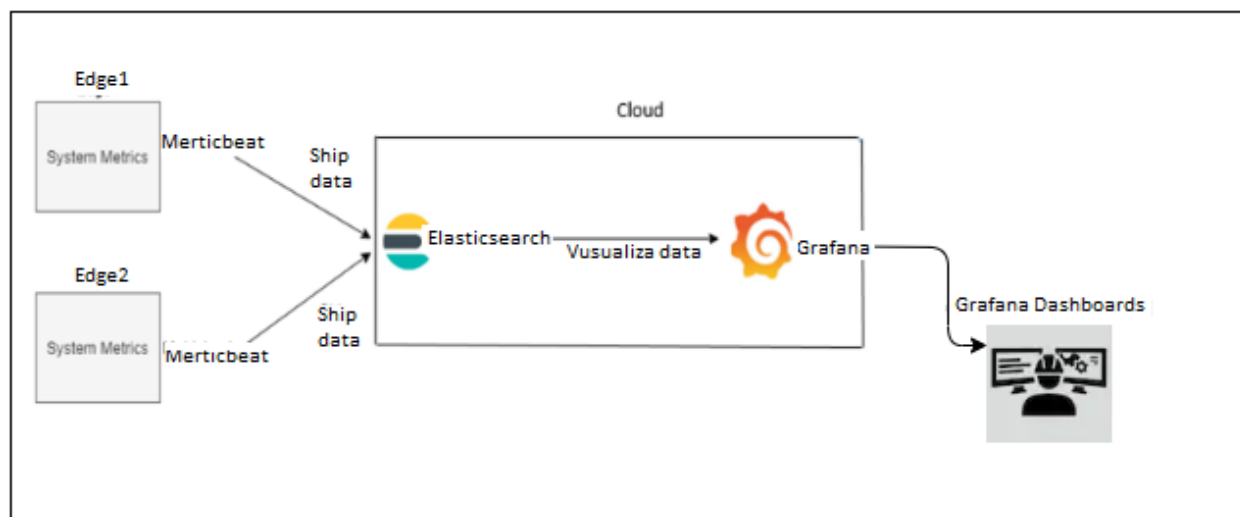 Edge1
System Metrics
Merticbeat
Ship
data
Cloud
Elasticsearch
Vusualiza data
Grafana
Edge2
System Metrics
Merticbeat
Ship
data
Grafana Dashboards